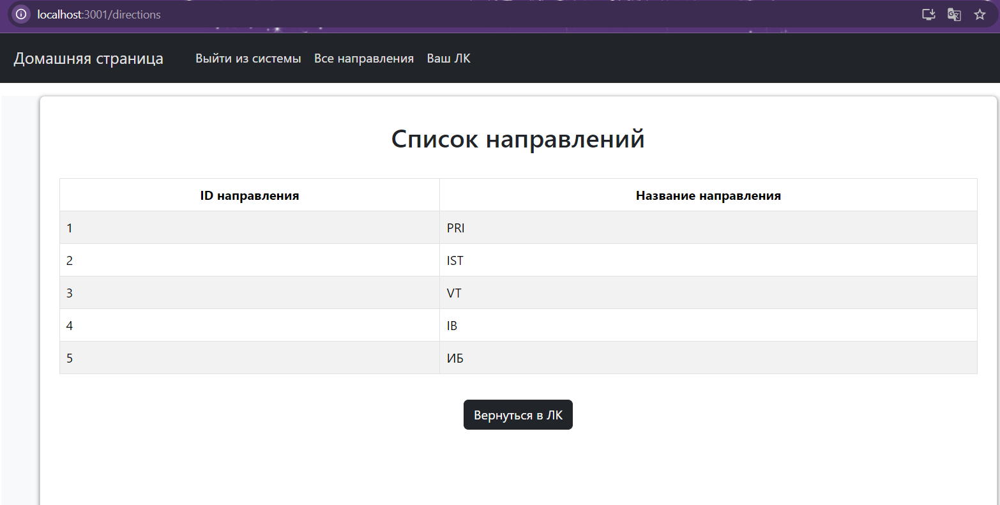 localhost:3001/directions
Домашняя страница Выйти из системы Все направления Ваш ЛК
Список направлений
ID направления Название направления
1 PRI
2 IST
3 VT
4 IB
5 ИБ
Вернуться в ЛК